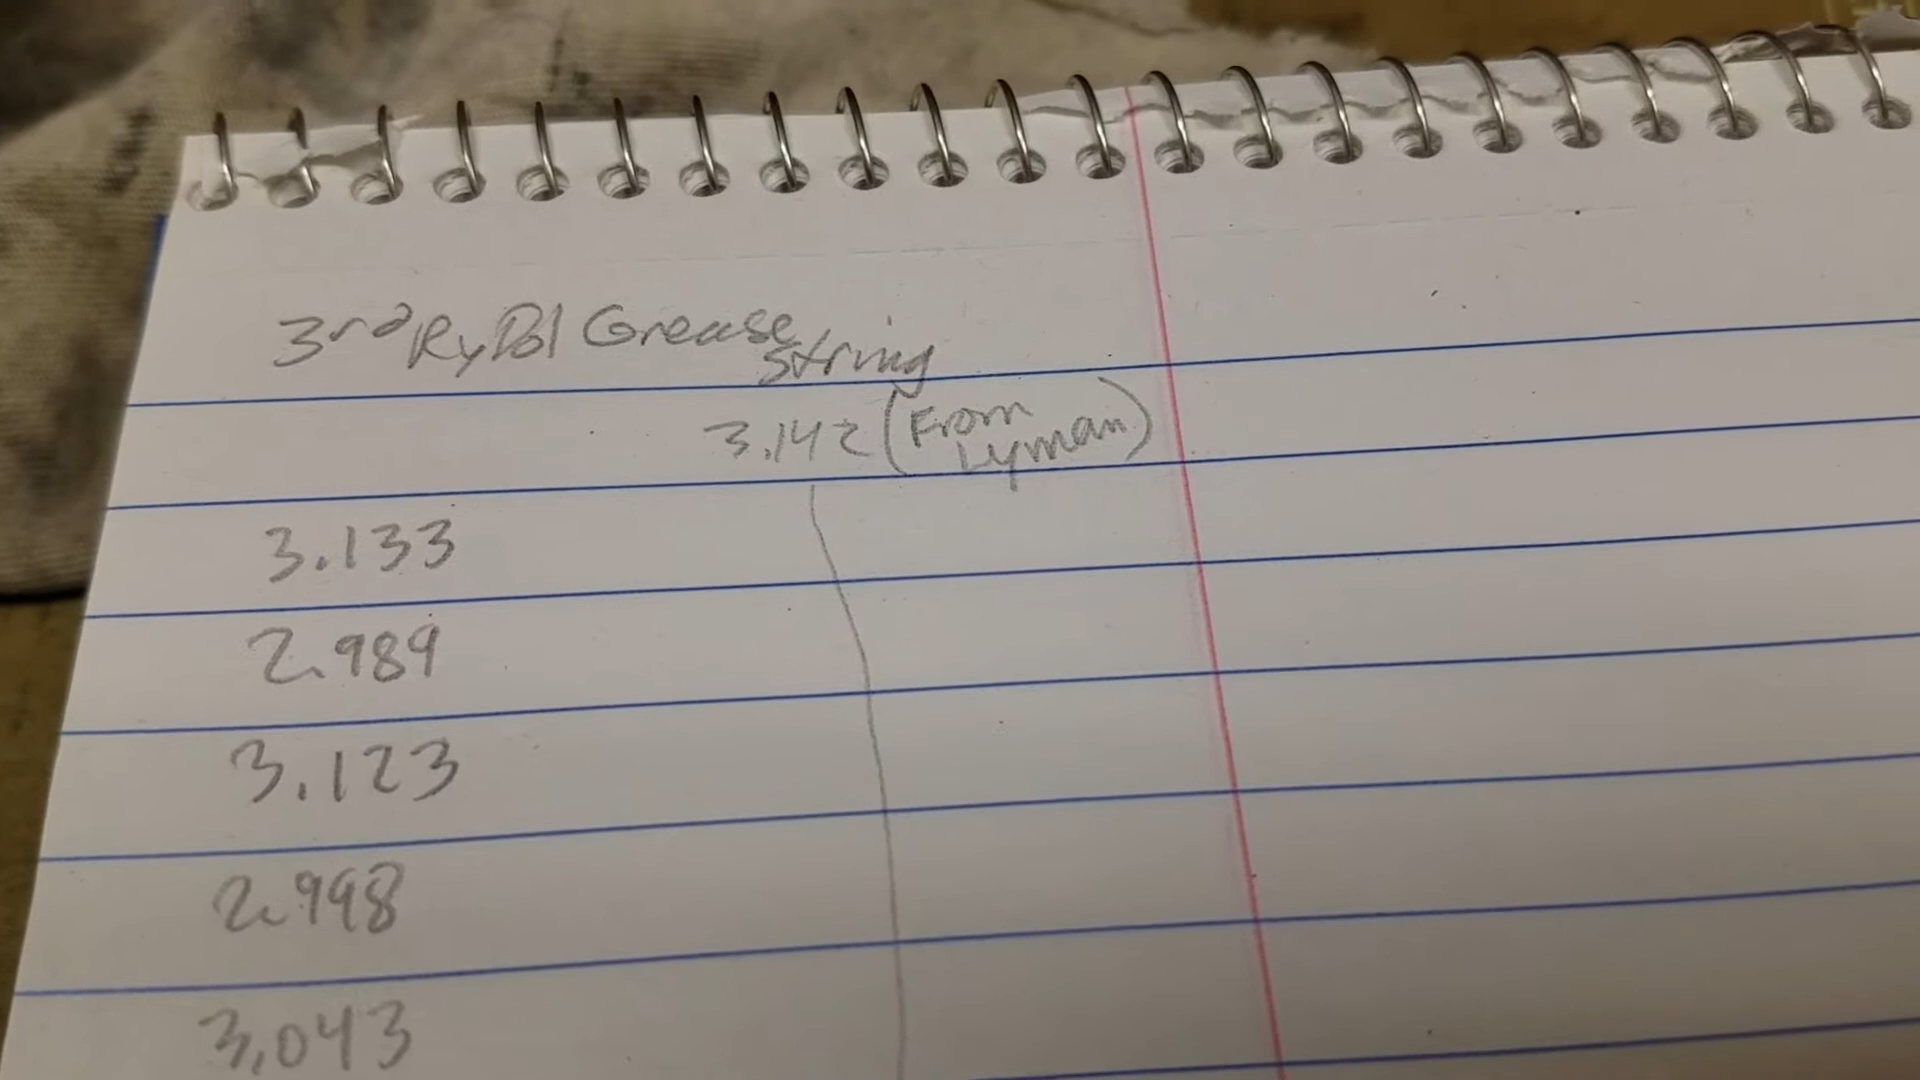 3rd RyDol Grease
string
3.142 (From
Lyman)
3.133
2.989
3.123
2.998
3.043